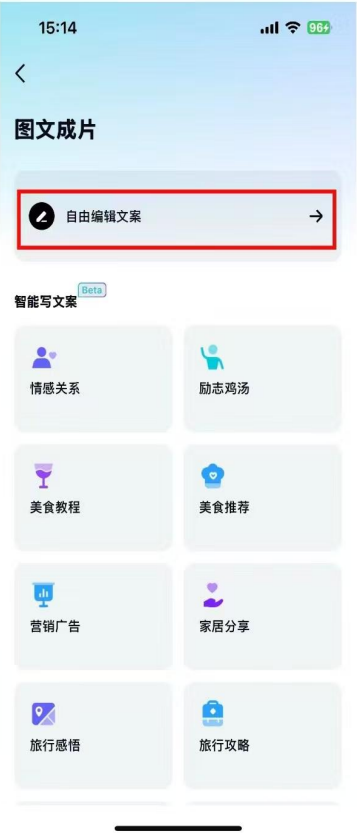 15:14
96
图文成片
自由编辑文案
智能写文案 Beta
情感关系
励志鸡汤
美食教程
美食推荐
营销广告
家居分享
旅行感悟
旅行攻略